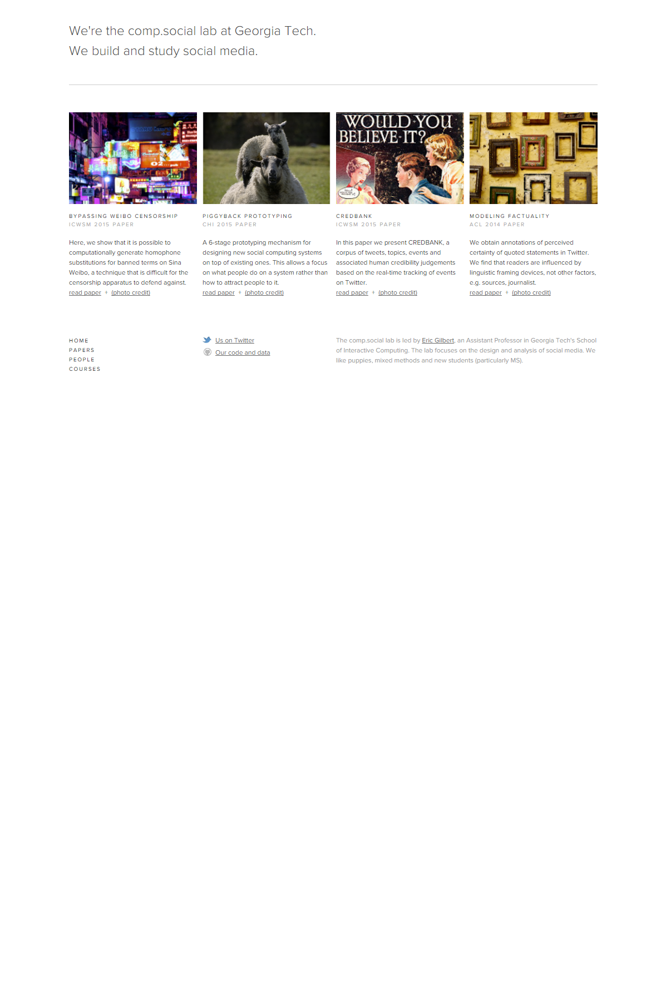 We're the comp.social lab at Georgia Tech.
We build and study social media.
O2
WOULD YOU
BELIEVE-IT?
BYPASSING WEIBO CENSORSHIP
ICWSM 2015 PAPER
Here, we show that it is possible to
computationally generate homophone
substitutions for banned terms on Sina
Weibo, a technique that is difficult for the
censorship apparatus to defend against.
read paper + (photo credit)
PIGGYBACK PROTOTYPING
CHI 2015 PAPER
A 6-stage prototyping mechanism for
designing new social computing systems
on top of existing ones. This allows a focus
on what people do on a system rather than
how to attract people to it.
read paper + (photo credit)
CREDBANK
ICWSM 2015 PAPER
In this paper we present CREDBANK, a
corpus of tweets, topics, events and
associated human credibility judgements
based on the real-time tracking of events
on Twitter.
read paper + (photo credit)
MODELING FACTUALITY
ACL 2014 PAPER
We obtain annotations of perceived
certainty of quoted statements in Twitter.
We find that readers are influenced by
linguistic framing devices, not other factors,
e.g. sources, journalist.
read paper + (photo credit)
HOME
PAPERS
PEOPLE
COURSES
Us on Twitter
Our code and data
The comp.social lab is led by Eric Gilbert, an Assistant Professor in Georgia Tech's School
of Interactive Computing. The lab focuses on the design and analysis of social media. We
like puppies, mixed methods and new students (particularly MS).